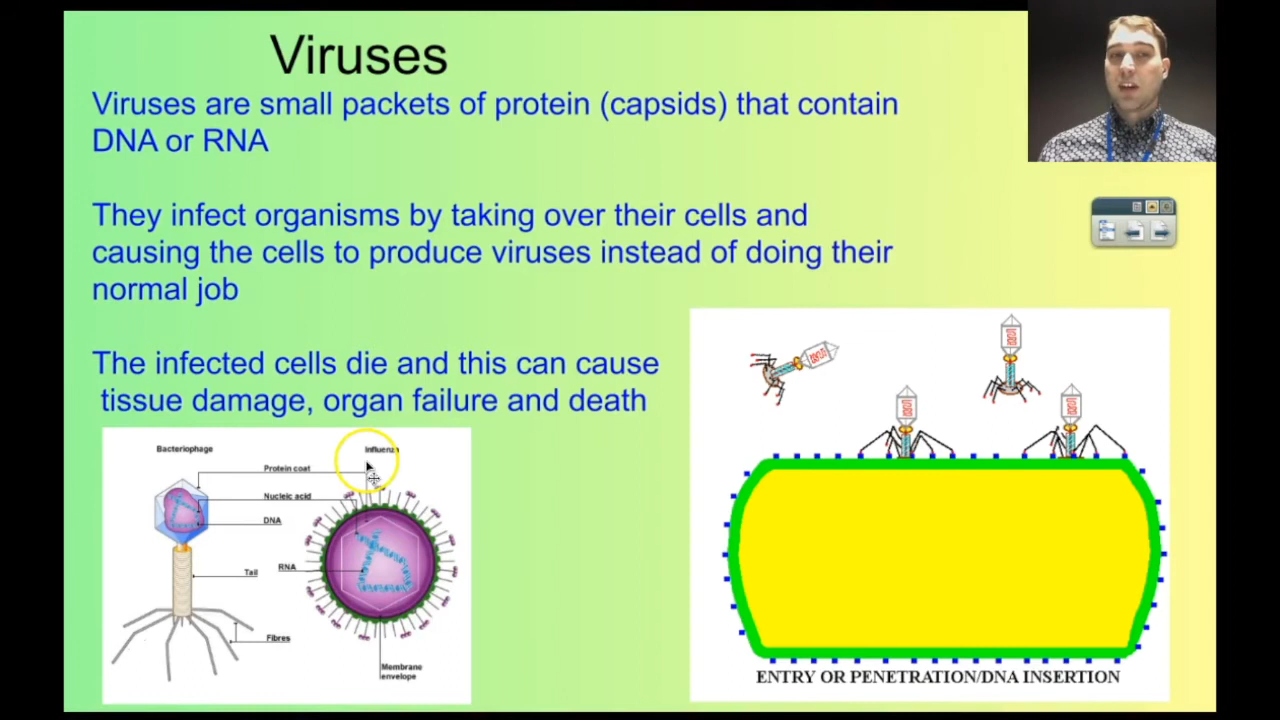 Viruses
Viruses are small packets of protein (capsids) that contain
DNA or RNA
They infect organisms by taking over their cells and
causing the cells to produce viruses instead of doing their
normal job
The infected cells die and this can cause
tissue damage, organ failure and death
Bacteriophage
Influenza
Protein coat
Nucleic acid
DNA
Tail
RNA
Fibres
Membrane
envelope
ENTRY OR PENETRATION/DNA INSERTION